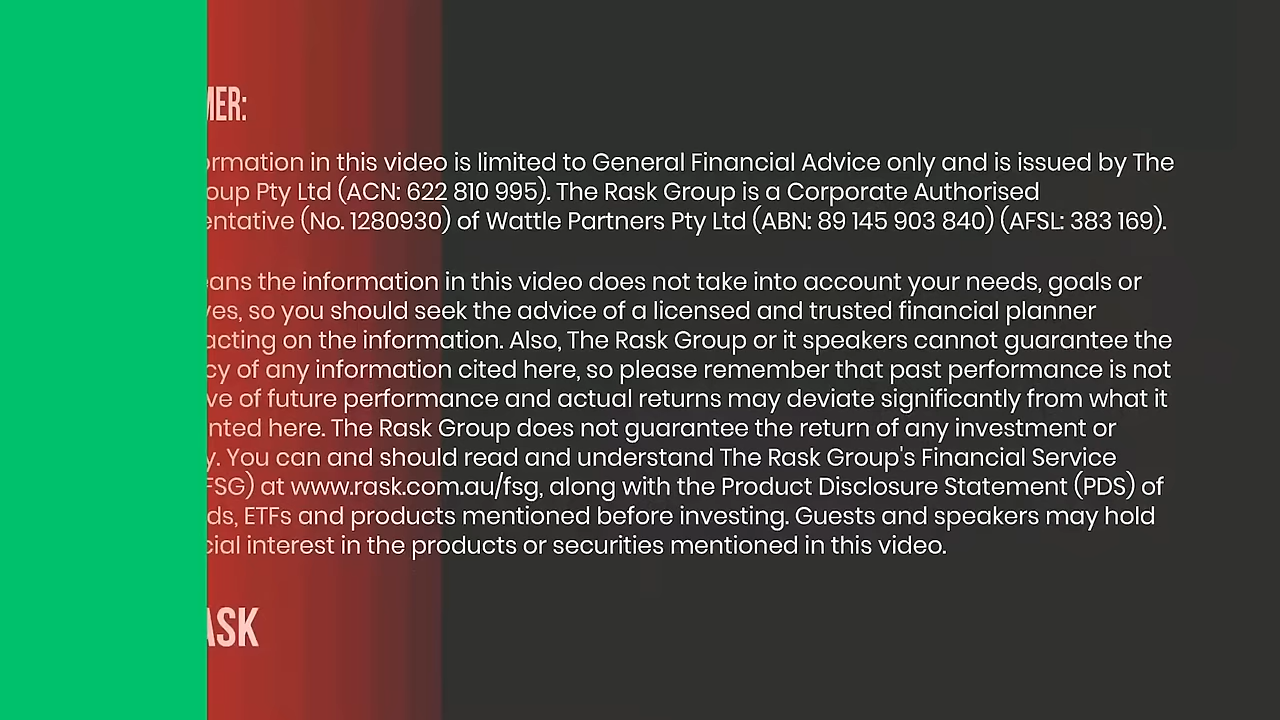 MER:
ormation in this video is limited to General Financial Advice only and is issued by The
oup Pty Ltd (ACN: 622 810 995). The Rask Group is a Corporate Authorised
entative (No. 1280930) of Wattle Partners Pty Ltd (ABN: 89 145 903 840) (AFSL: 383 169).
eans the information in this video does not take into account your needs, goals or
ves, so you should seek the advice of a licensed and trusted financial planner
acting on the information. Also, The Rask Group or it speakers cannot guarantee the
cy of any information cited here, so please remember that past performance is not
ve of future performance and actual returns may deviate significantly from what it
nted here. The Rask Group does not guarantee the return of any investment or
y. You can and should read and understand The Rask Group's Financial Service
FSG) at www.rask.com.au/fsg, along with the Product Disclosure Statement (PDS) of
ds, ETFs and products mentioned before investing. Guests and speakers may hold
cial interest in the products or securities mentioned in this video.
ASK